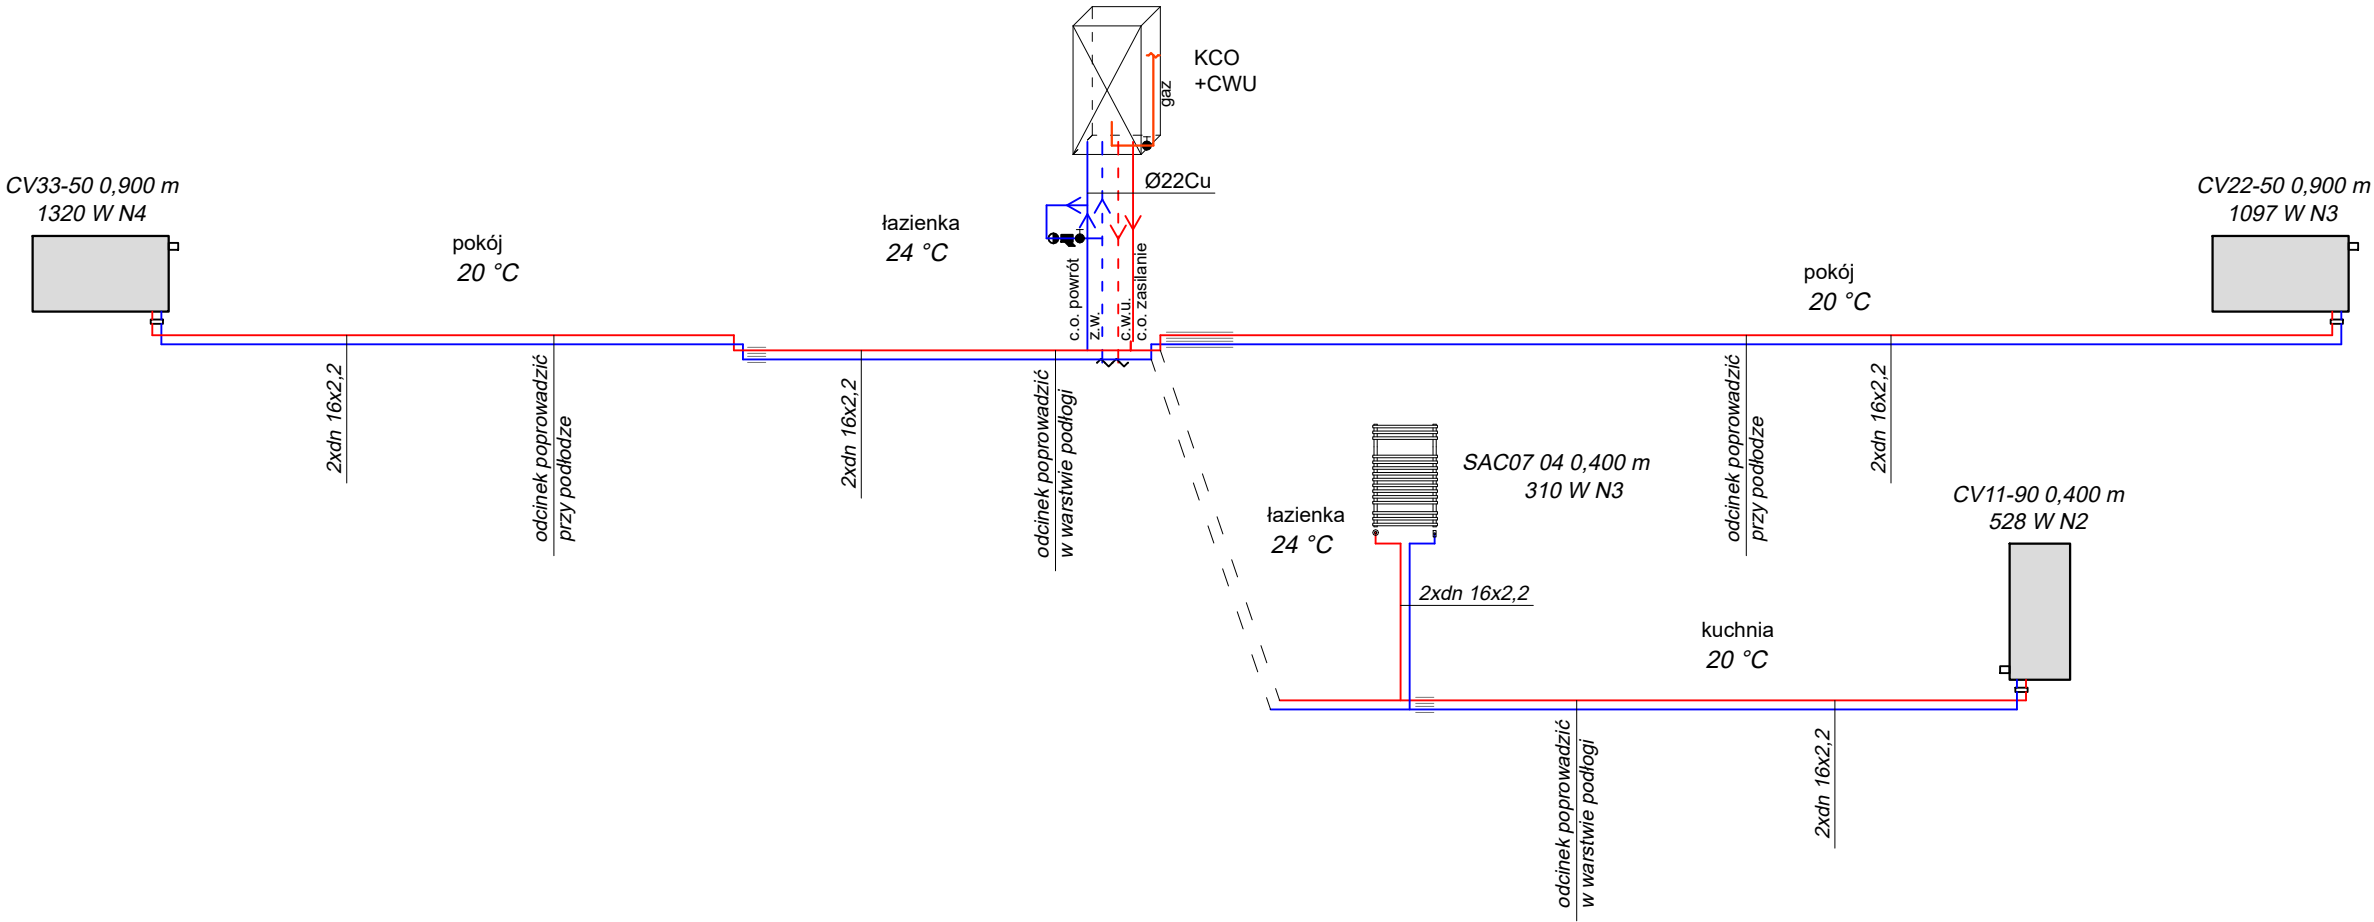 KCO
+CWU
gaz
Ø22Cu
CV33-50 0,900 m
1320 W N4
pokój
20 °C
łazienka
24 °C
c.o. powrót
z.w.
c.w.u.
c.o. zasilanie
pokój
20 °C
CV22-50 0,900 m
1097 W N3
2xdn 16x2,2
odcinek poprowadzić
przy podłodze
2xdn 16x2,2
odcinek poprowadzić
w warstwie podłogi
odcinek poprowadzić
przy podłodze
2xdn 16x2,2
SAC07 04 0,400 m
310 W N3
łazienka
24 °C
2xdn 16x2,2
CV11-90 0,400 m
528 W N2
kuchnia
20 °C
odcinek poprowadzić
w warstwie podłogi
2xdn 16x2,2